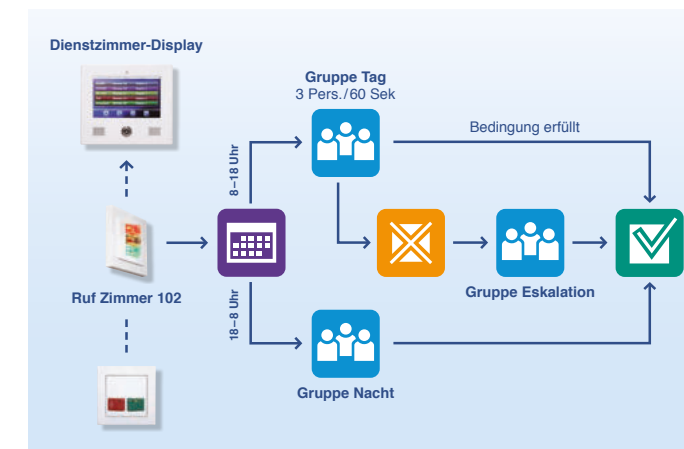 Dienstzimmer-Display
Gruppe Tag
3 Pers./60 Sek
Bedingung erfüllt
8–18 Uhr
Ruf Zimmer 102
Gruppe Eskalation
18–8 Uhr
Gruppe Nacht